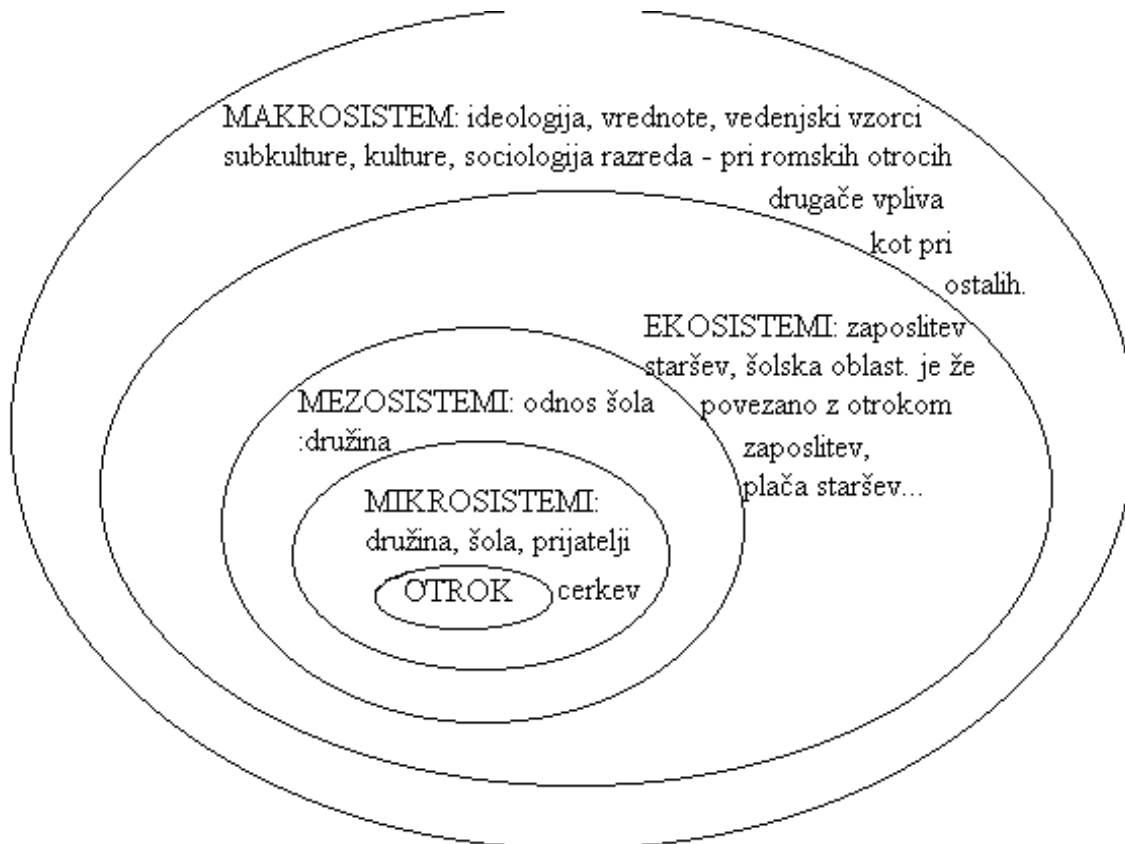 MAKROSISTEM: ideologija, vrednote, vedenjski vzorci
subkulture, kulture, sociologija razreda - pri romskih otrocih
drugače vpliva
kot pri
ostalih.
EKOSISTEMI: zaposlitev
staršev, šolska oblast. je že
povezano z otrokom
zaposlitev,
plača staršev...
MEZOSISTEMI: odnos šola
:družina
MIKROSISTEMI:
družina, šola, prijatelji
OTROK cerkev